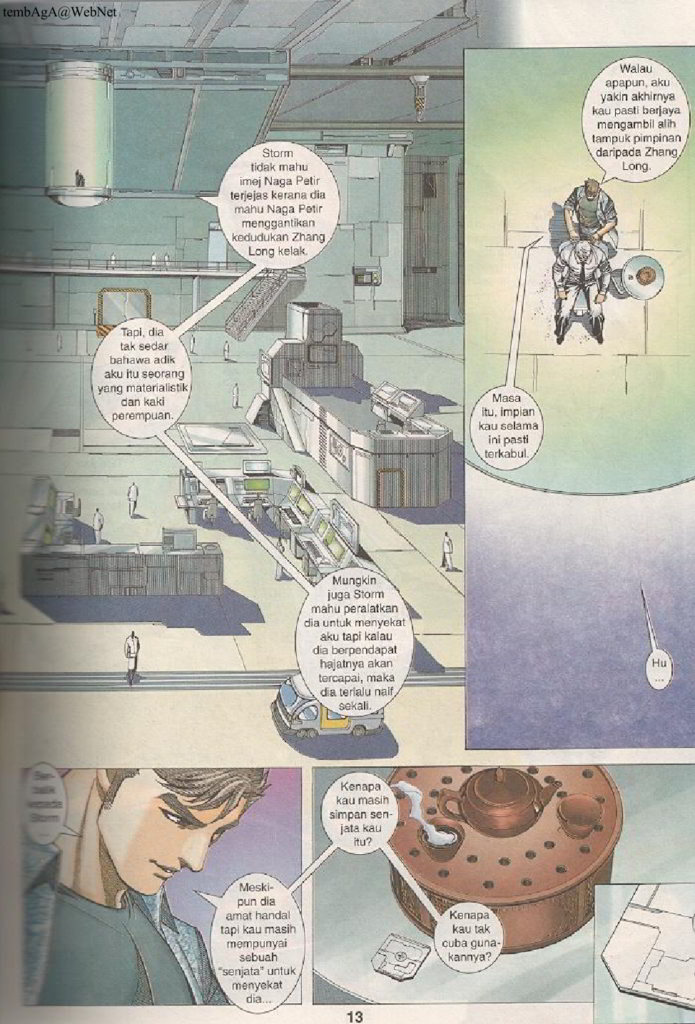 tembAgA@WebNet
Storm
tidak mahu
imej Naga Petir
terjejas kerana dia
mahu Naga Petir
menggantikan
kedudukan Zhang
Long kelak.
Tapi, dia
tak sedar
bahawa adik
aku itu seorang
yang materialistik
dan kaki
perempuan.
Mungkin
juga Storm
mahu peralatkan
dia untuk menyekat
aku tapi kalau
dia berpendapat
hajatnya akan
tercapai, maka
dia terlalu naif
sekali.
Walau
apapun, aku
yakin akhirnya
kau pasti berjaya
mengambil alih
tampuk pimpinan
daripada Zhang
Long.
Masa
itu, impian
kau selama
ini pasti
terkabul.
Hu
...
Ber-
balik
kepada
Storm
...
Meski-
pun dia
amat handal
tapi kau masih
mempunyai
sebuah
"senjata" untuk
menyekat
dia...
Kenapa
kau masih
simpan sen-
jata kau
itu?
Kenapa
kau tak
cuba guna-
kannya?
13